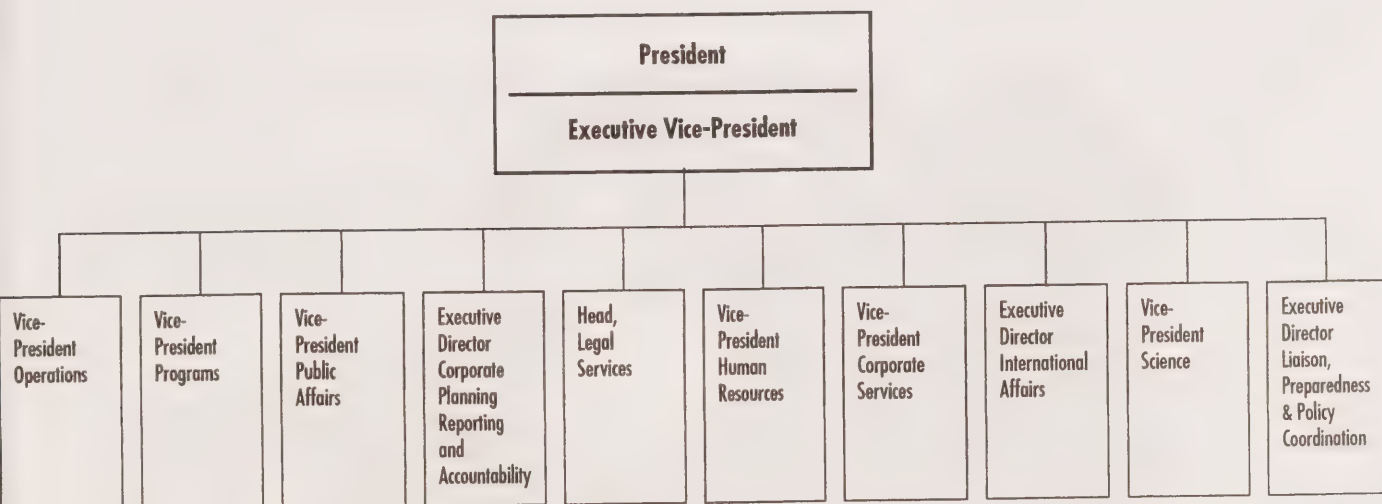 President
Executive Vice-President
Vice-
President
Operations
Vice-
President
Programs
Vice-
President
Public
Affairs
Executive
Director
Corporate
Planning
Reporting
and
Accountability
Head,
Legal
Services
Vice-
President
Human
Resources
Vice-
President
Corporate
Services
Executive
Director
International
Affairs
Vice-
President
Science
Executive
Director
Liaison,
Preparedness
& Policy
Coordination